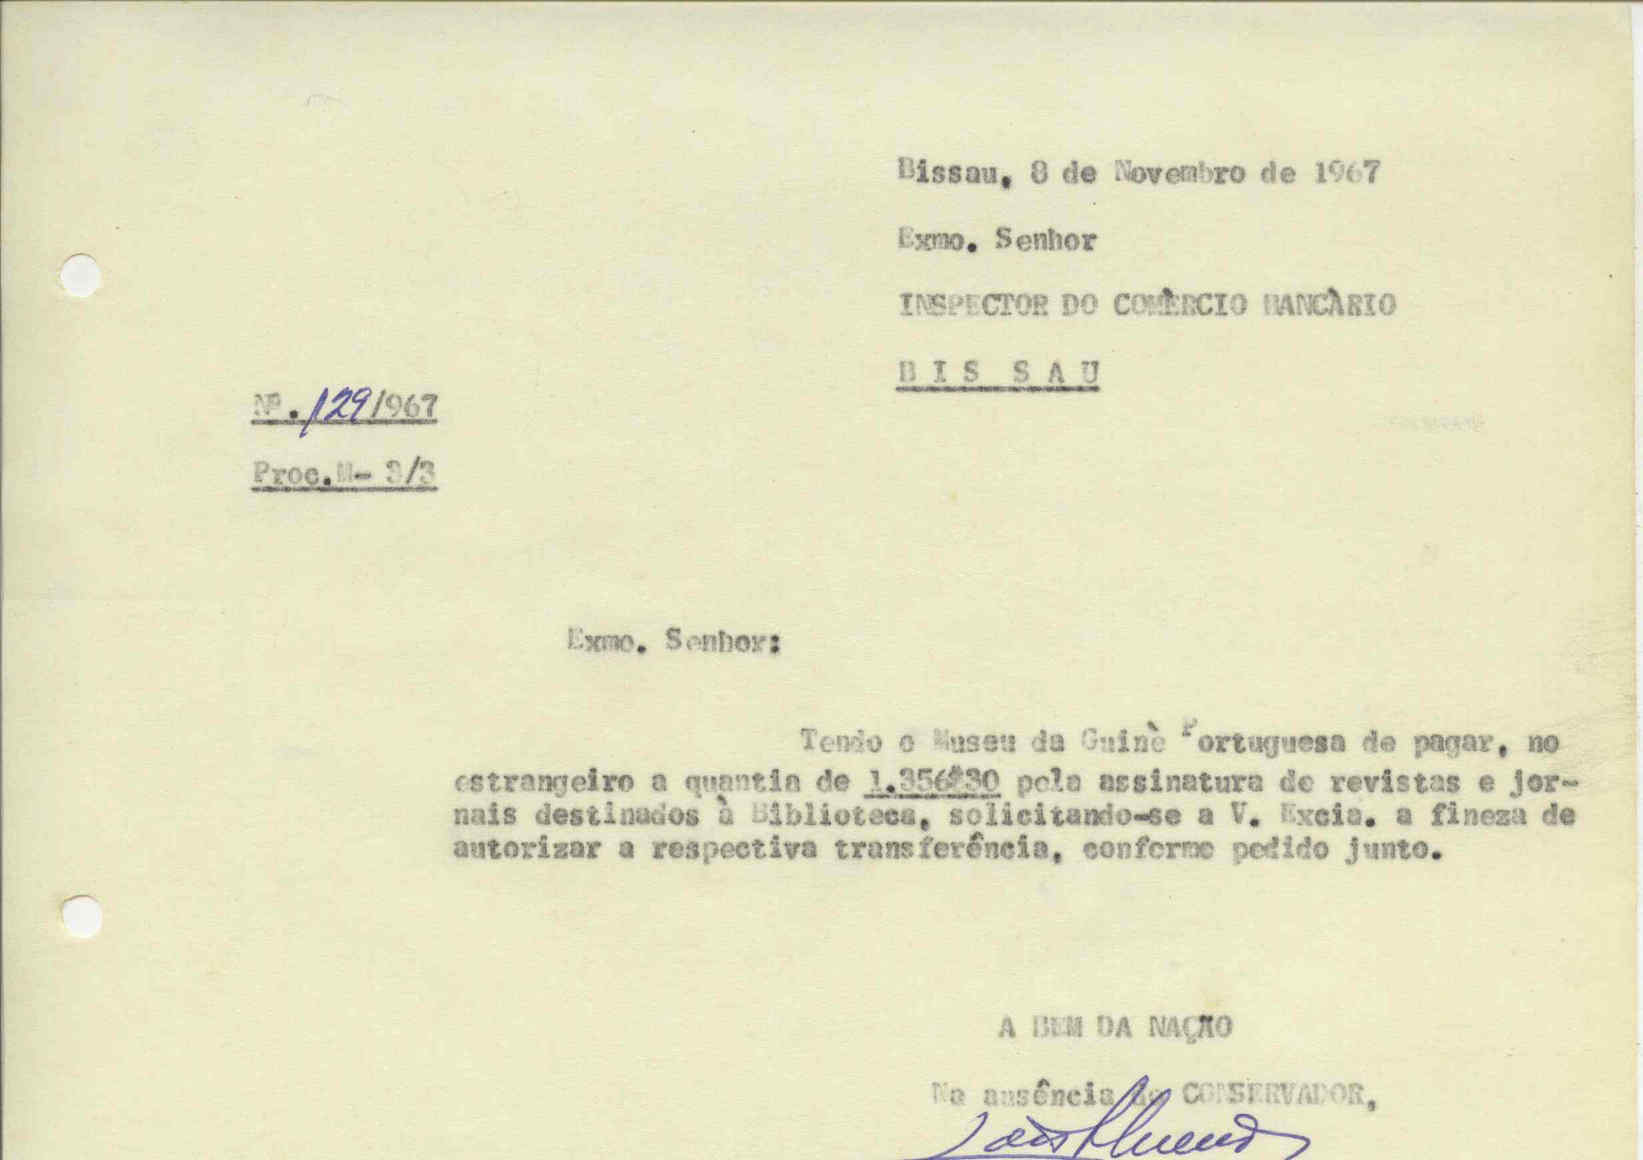 Bissau, 8 de Novembro de 1967
Exmo. Senhor
INSPECTOR DO COMÈRCIO BANCÀRIO
B I S S A U
Nº. 129/967
Proc.M- 3/3
Exmo. Senhor:
Tendo o Museu da Guinè Portuguesa de pagar, no
estrangeiro a quantia de 1.356$30 pela assinatura de revistas e jor-
nais destinados à Biblioteca, solicitando-se a V. Excia. a fineza de
autorizar a respectiva transferência, conforme pedido junto.
A BEM DA NAÇÃO
Na ausência do CONSERVADOR,